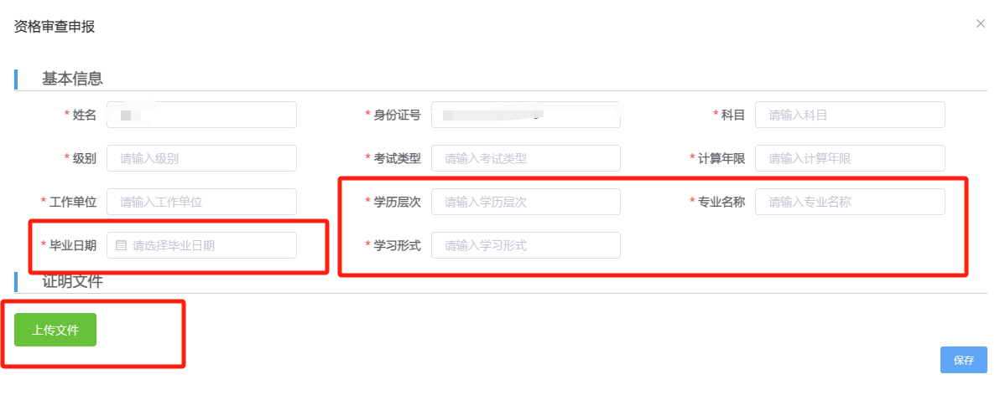 资格审查申报
基本信息
* 姓名 * 身份证号 * 科目 请输入科目
* 级别 请输入级别 * 考试类型 请输入考试类型 * 计算年限 请输入计算年限
* 工作单位 请输入工作单位 * 学历层次 请输入学历层次 * 专业名称 请输入专业名称
* 毕业日期 请选择毕业日期 * 学习形式 请输入学习形式
证明文件
上传文件
保存